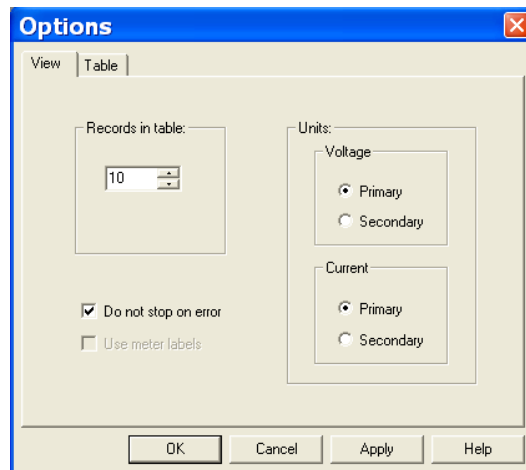 Options
View Table
Records in table:
10
Do not stop on error
Use meter labels
Units:
Voltage
Primary
Secondary
Current
Primary
Secondary
OK Cancel Apply Help